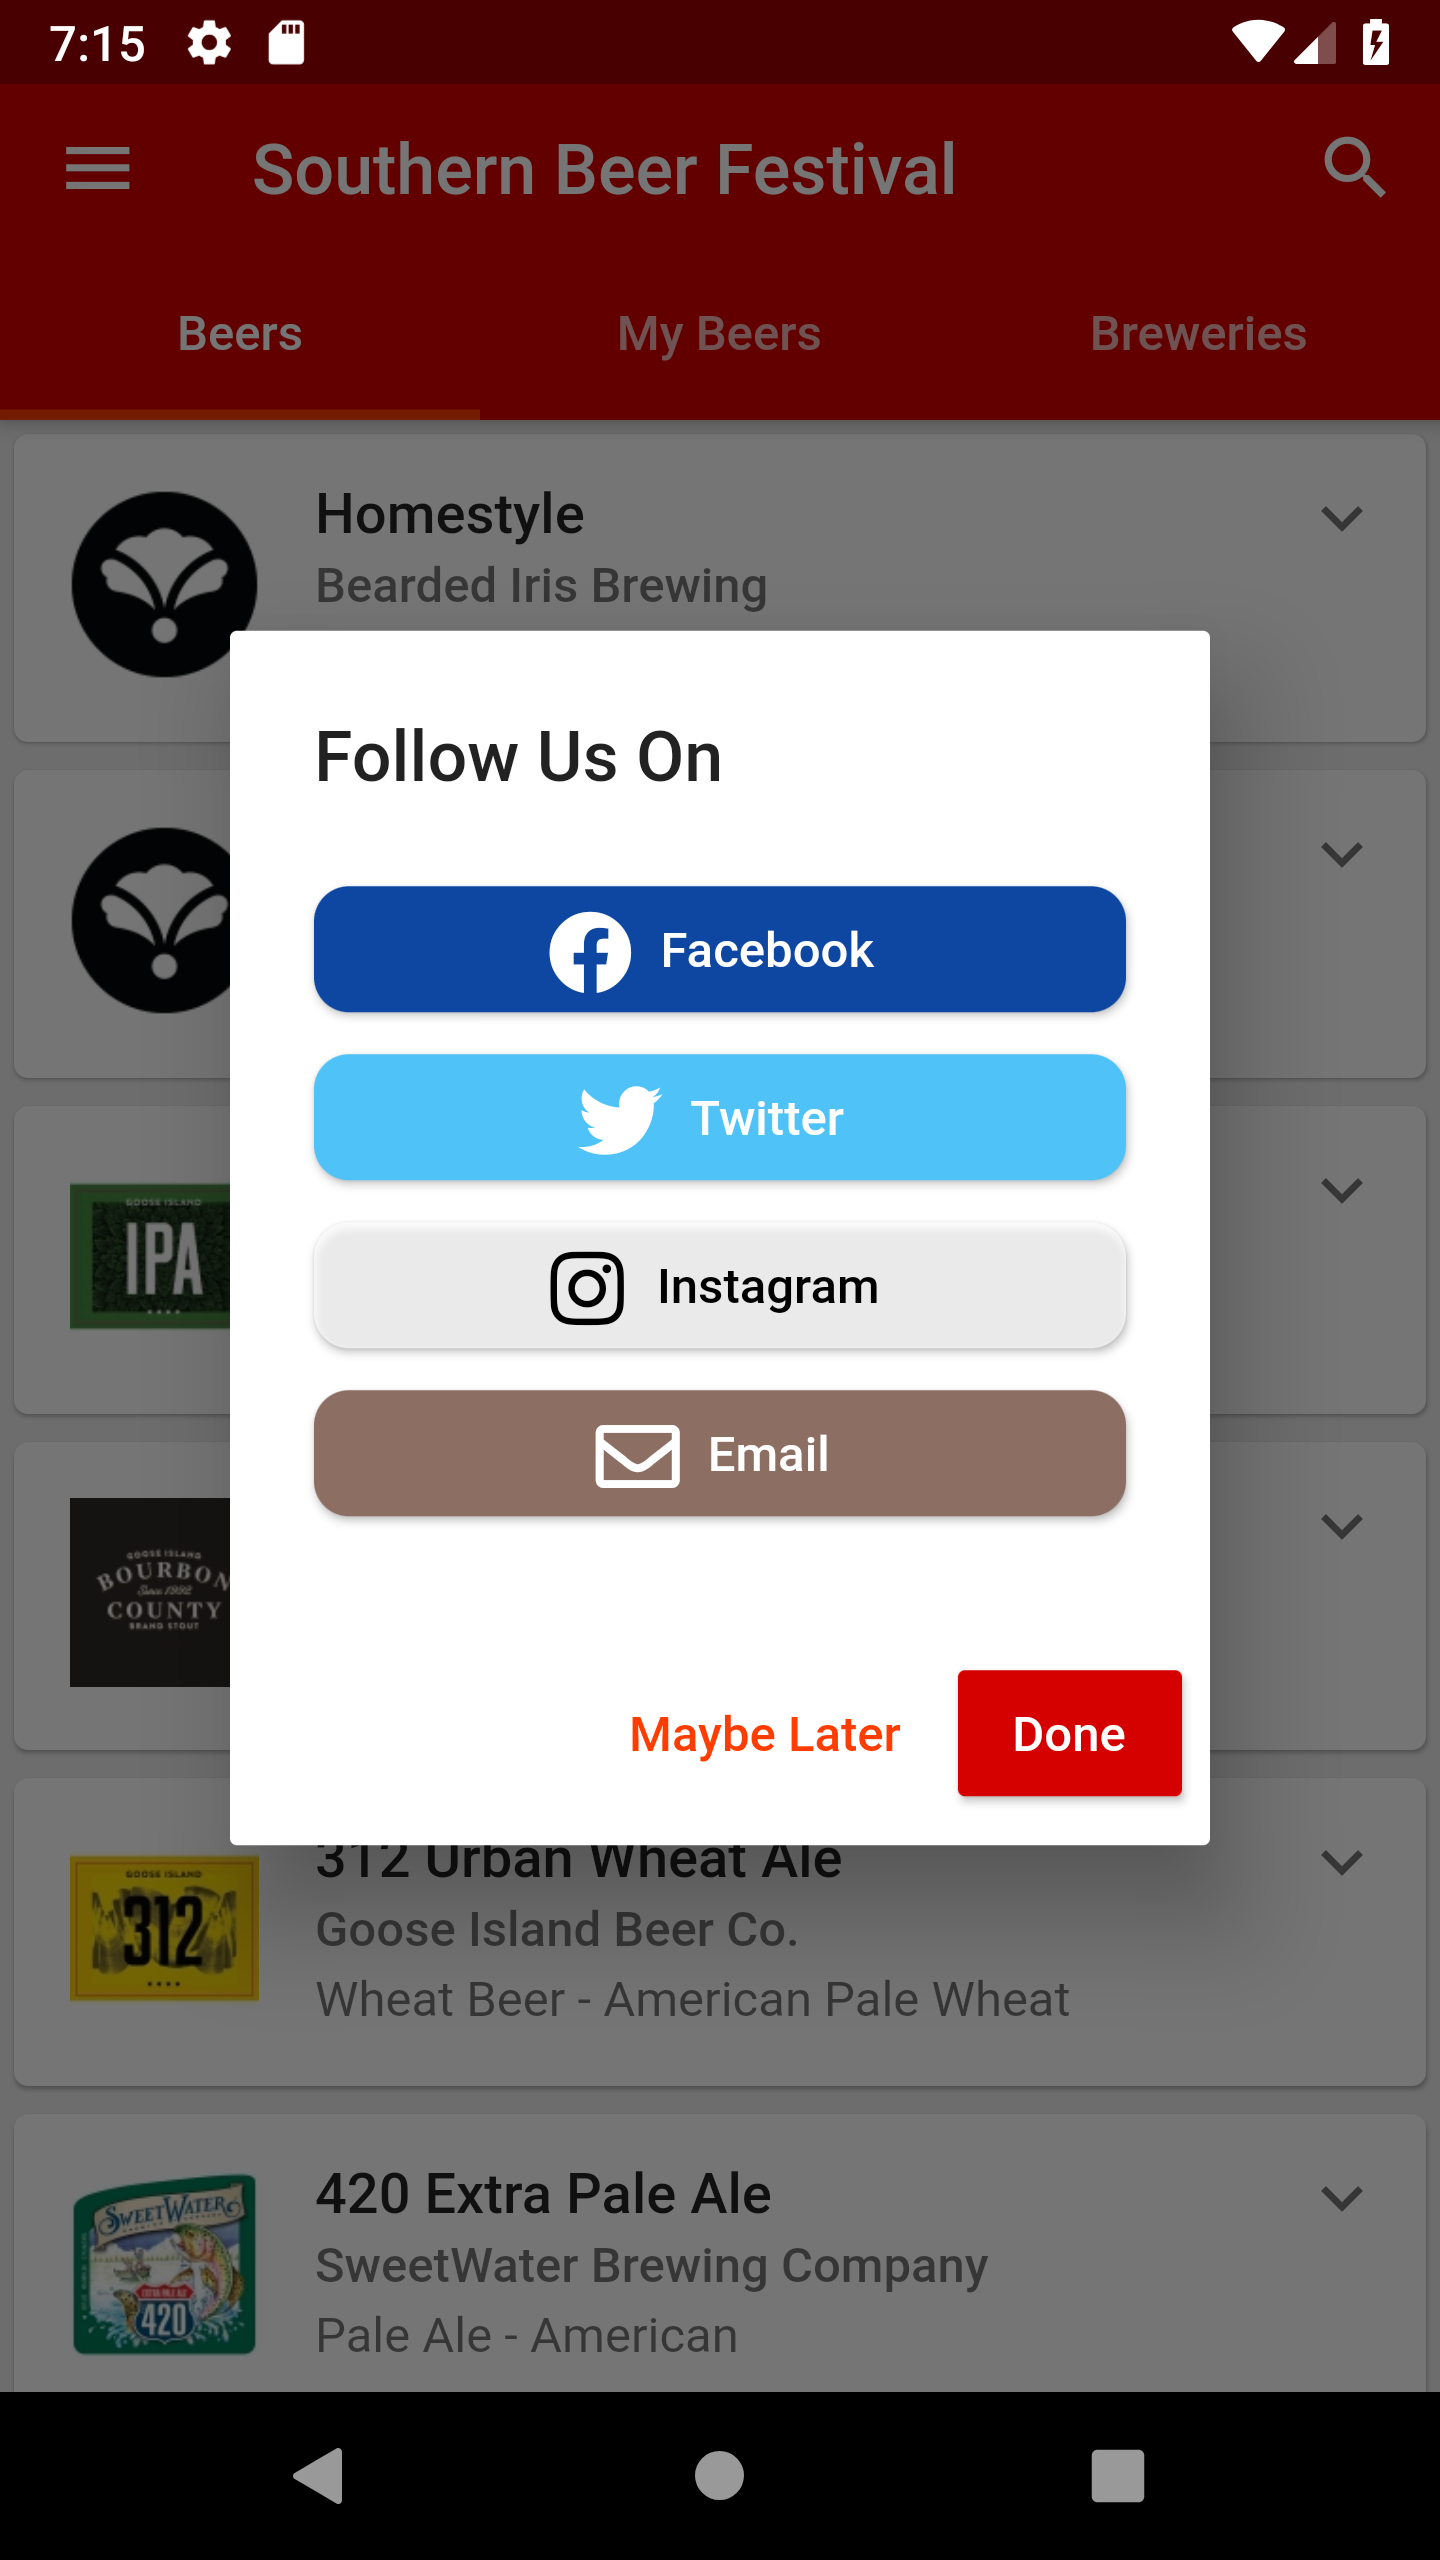 7:15
Southern Beer Festival
Beers
My Beers
Breweries
Homestyle
Bearded Iris Brewing
Follow Us On
Facebook
Twitter
GOOSE ISLAND
IPA
Instagram
Email
GOOSE ISLAND
BOURBON
Since 1992
COUNTY
BRAND STOUT
Maybe Later
Done
312 Urban Wheat Ale
GOOSE ISLAND
312
Goose Island Beer Co.
Wheat Beer - American Pale Wheat
420 Extra Pale Ale
SWEETWATER
SweetWater Brewing Company
EXTRA PALE ALE
420
Pale Ale - American